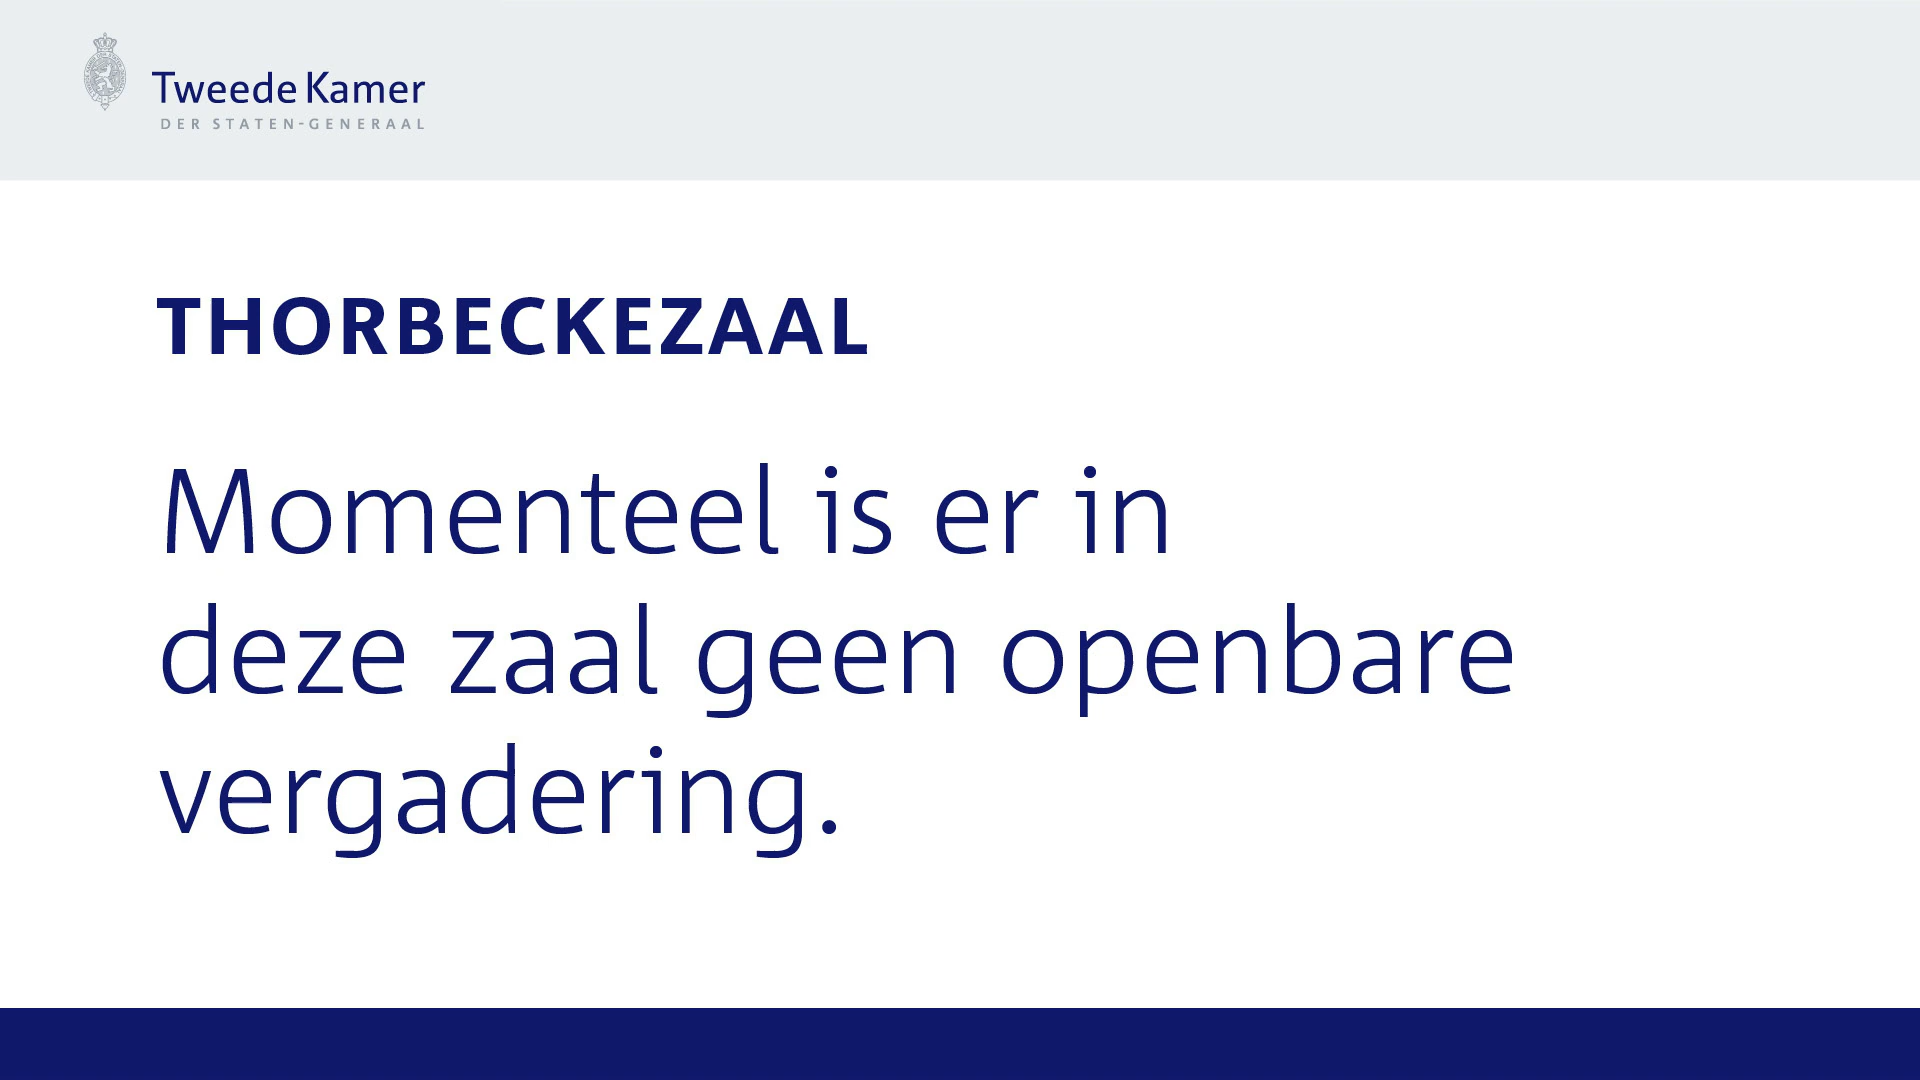 Tweede Kamer
DER STATEN-GENERAAL
THORBECKEZAAL
Momenteel is er in
deze zaal geen openbare
vergadering.